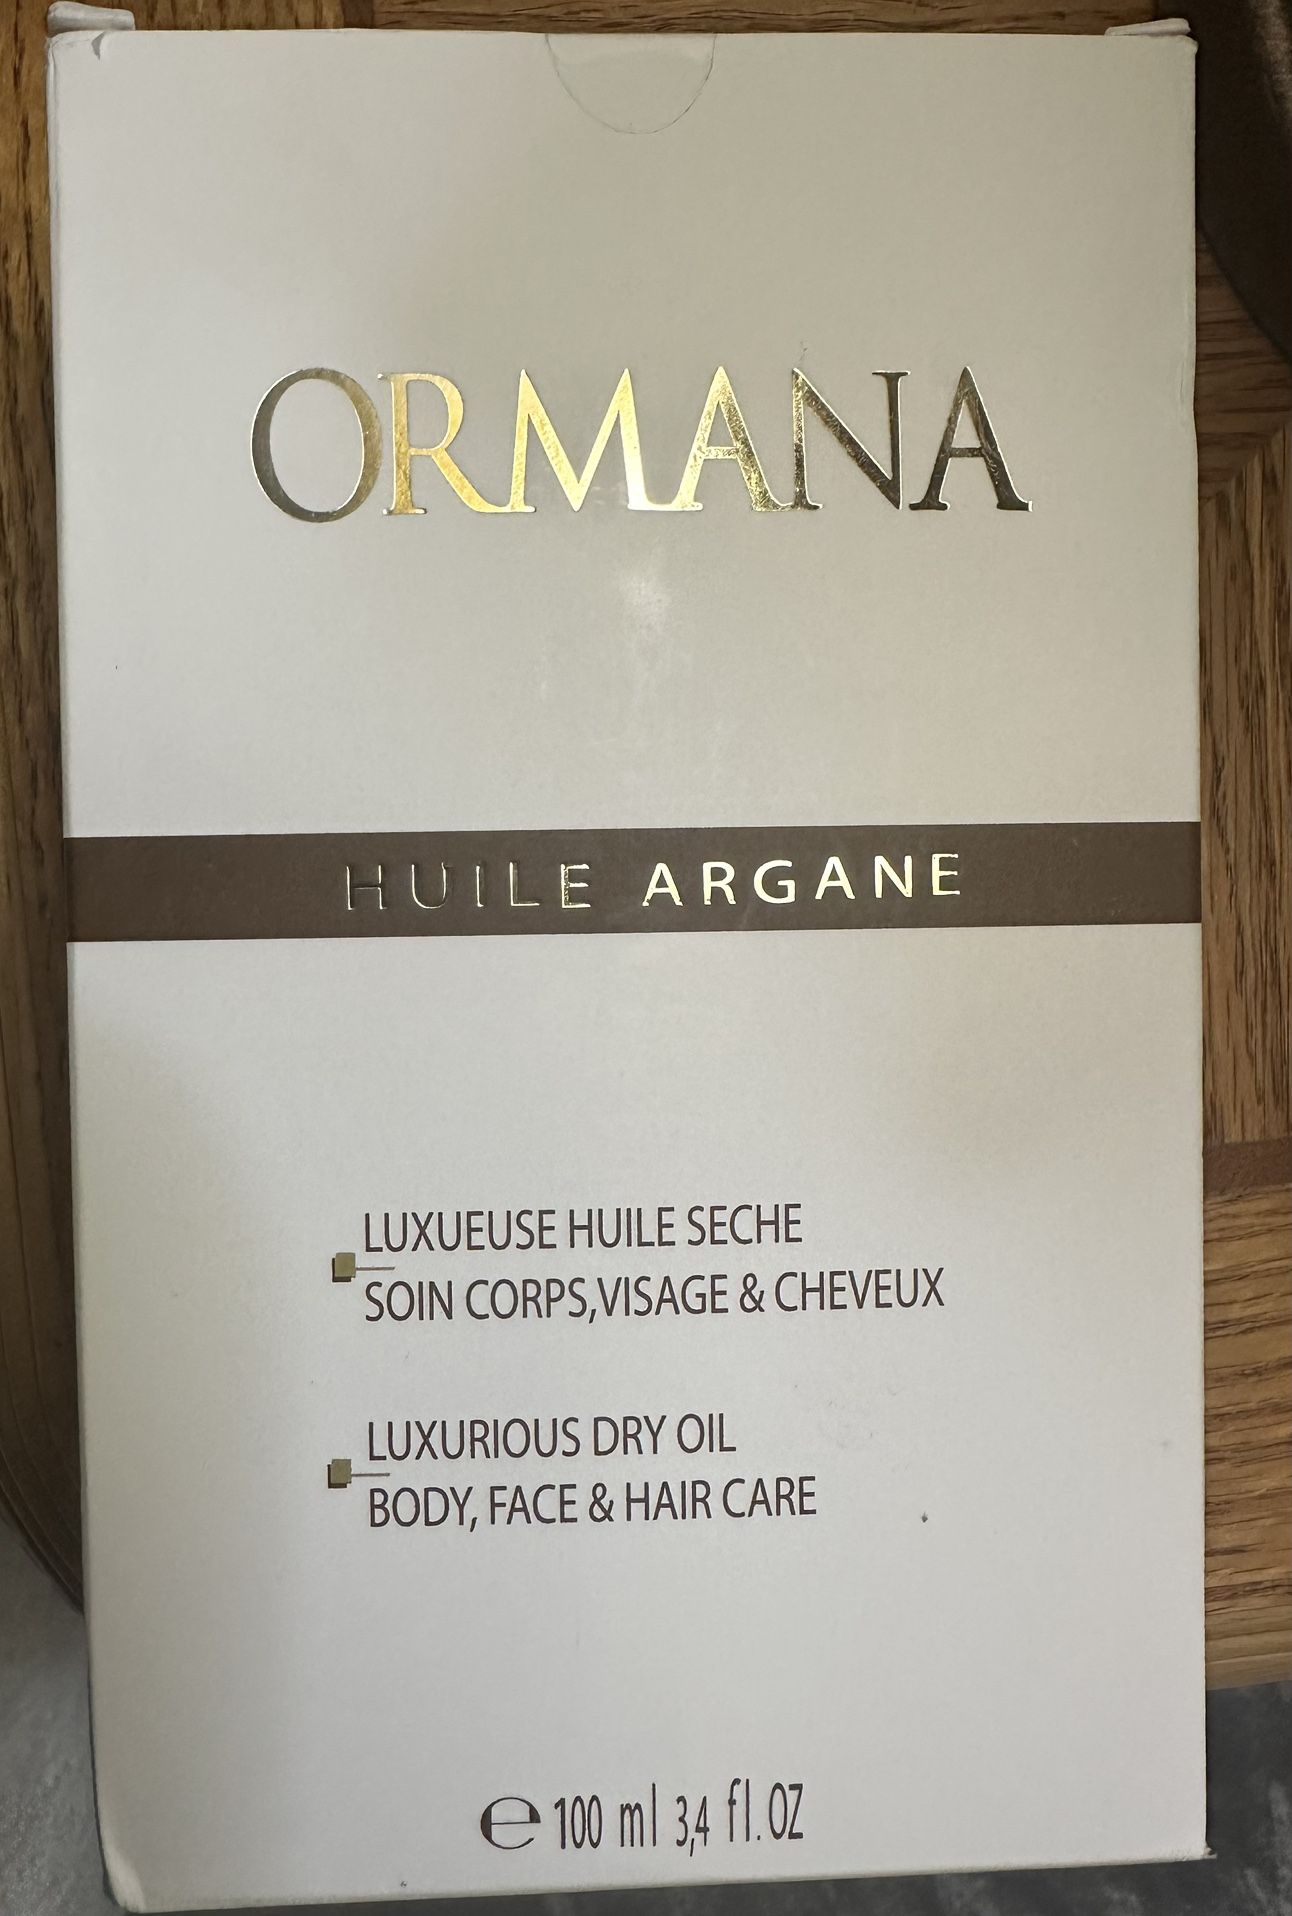 ORMANA
HUILE ARGANE
LUXUEUSE HUILE SECHE
SOIN CORPS,VISAGE & CHEVEUX
LUXURIOUS DRY OIL
BODY, FACE & HAIR CARE
℮ 100 ml 3,4 fl.OZ